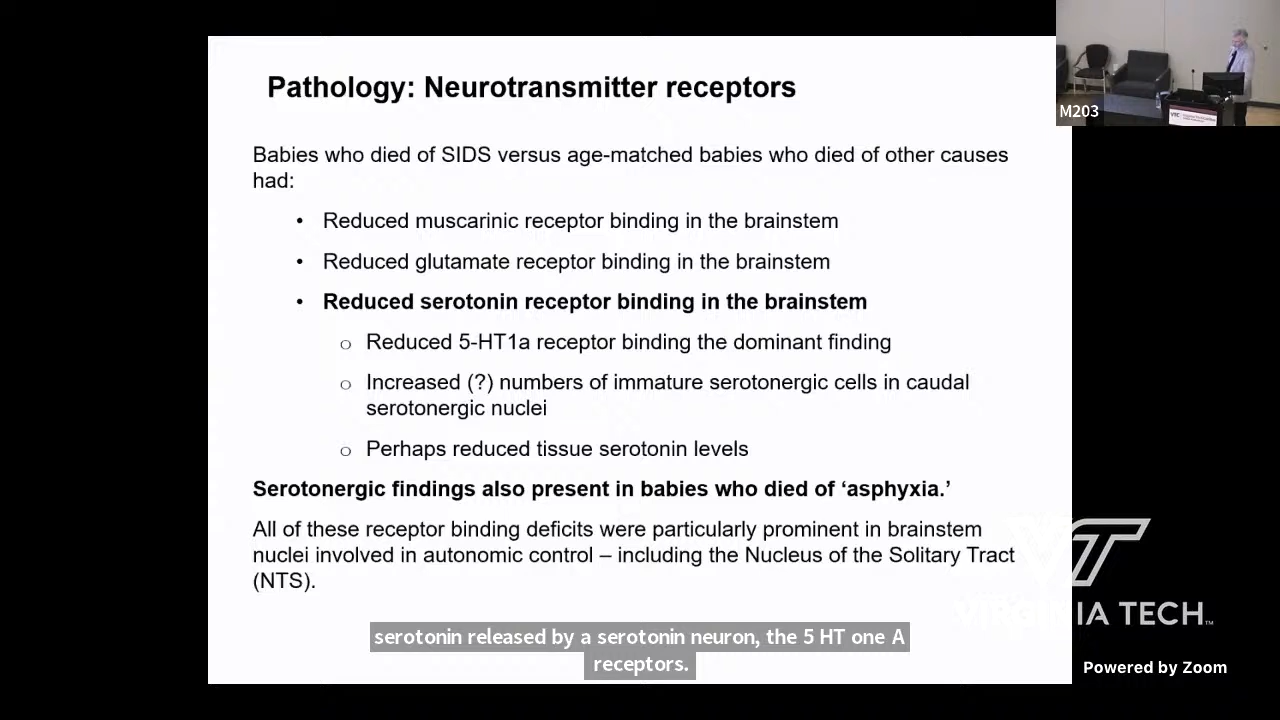 Pathology: Neurotransmitter receptors
Babies who died of SIDS versus age-matched babies who died of other causes
had:
• Reduced muscarinic receptor binding in the brainstem
• Reduced glutamate receptor binding in the brainstem
• Reduced serotonin receptor binding in the brainstem
o Reduced 5-HT1a receptor binding the dominant finding
o Increased (?) numbers of immature serotonergic cells in caudal
serotonergic nuclei
o Perhaps reduced tissue serotonin levels
Serotonergic findings also present in babies who died of ‘asphyxia.’
All of these receptor binding deficits were particularly prominent in brainstem
nuclei involved in autonomic control – including the Nucleus of the Solitary Tract
(NTS).
serotonin released by a serotonin neuron, the 5 HT one A
receptors.
M203
VT
VIRGINIA TECH™
Powered by Zoom